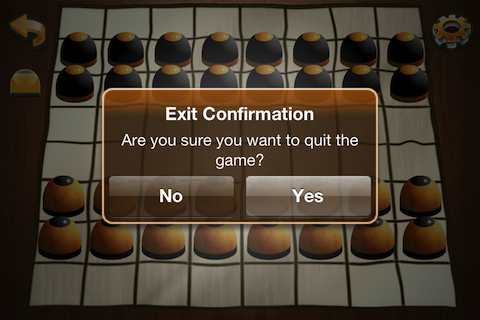 Exit Confirmation
Are you sure you want to quit the
game?
No
Yes